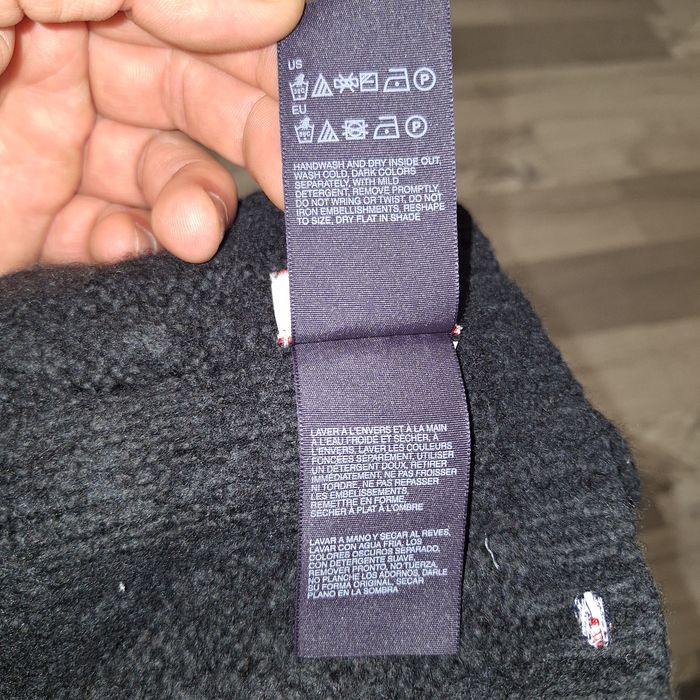 US
P
EU
P
HANDWASH AND DRY INSIDE OUT,
WASH COLD, DARK COLORS
SEPARATELY, WITH MILD
DETERGENT, REMOVE PROMPTLY,
DO NOT WRING OR TWIST, DO NOT
IRON EMBELLISHMENTS, RESHAPE
TO SIZE, DRY FLAT IN SHADE
LAVER À L'ENVERS ET À LA MAIN
À L'EAU FROIDE ET SÉCHER, À
L'ENVERS, LAVER LES COULEURS
FONCÉES SÉPARÉMENT, UTILISER
UN DÉTERGENT DOUX, RETIRER
IMMÉDIATEMENT, NE PAS FROISSER
NI TORDRE, NE PAS REPASSER
LES EMBELISSEMENTS,
REMETTRE EN FORME,
SÉCHER À PLAT À L'OMBRE
LAVAR A MANO Y SECAR AL REVES,
LAVAR CON AGUA FRIA, LOS
COLORES OSCUROS SEPARADO,
CON DETERGENTE SUAVE,
REMOVER PRONTO, NO TUERZA,
NO PLANCHE LOS ADORNOS, DARLE
SU FORMA ORIGINAL, SECAR
PLANO EN LA SOMBRA